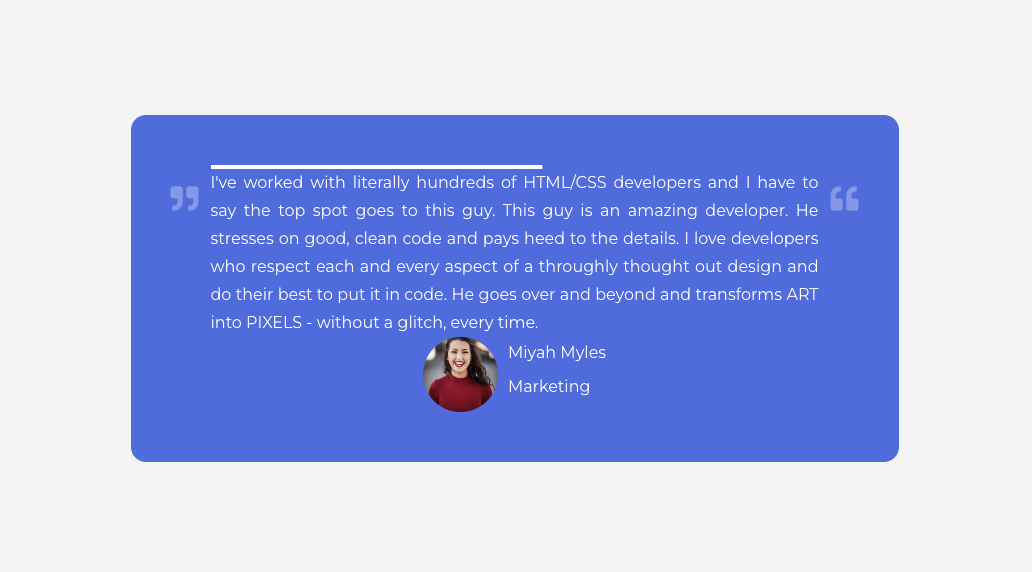 I've worked with literally hundreds of HTML/CSS developers and I have to
say the top spot goes to this guy. This guy is an amazing developer. He
stresses on good, clean code and pays heed to the details. I love developers
who respect each and every aspect of a throughly thought out design and
do their best to put it in code. He goes over and beyond and transforms ART
into PIXELS - without a glitch, every time.
Miyah Myles
Marketing